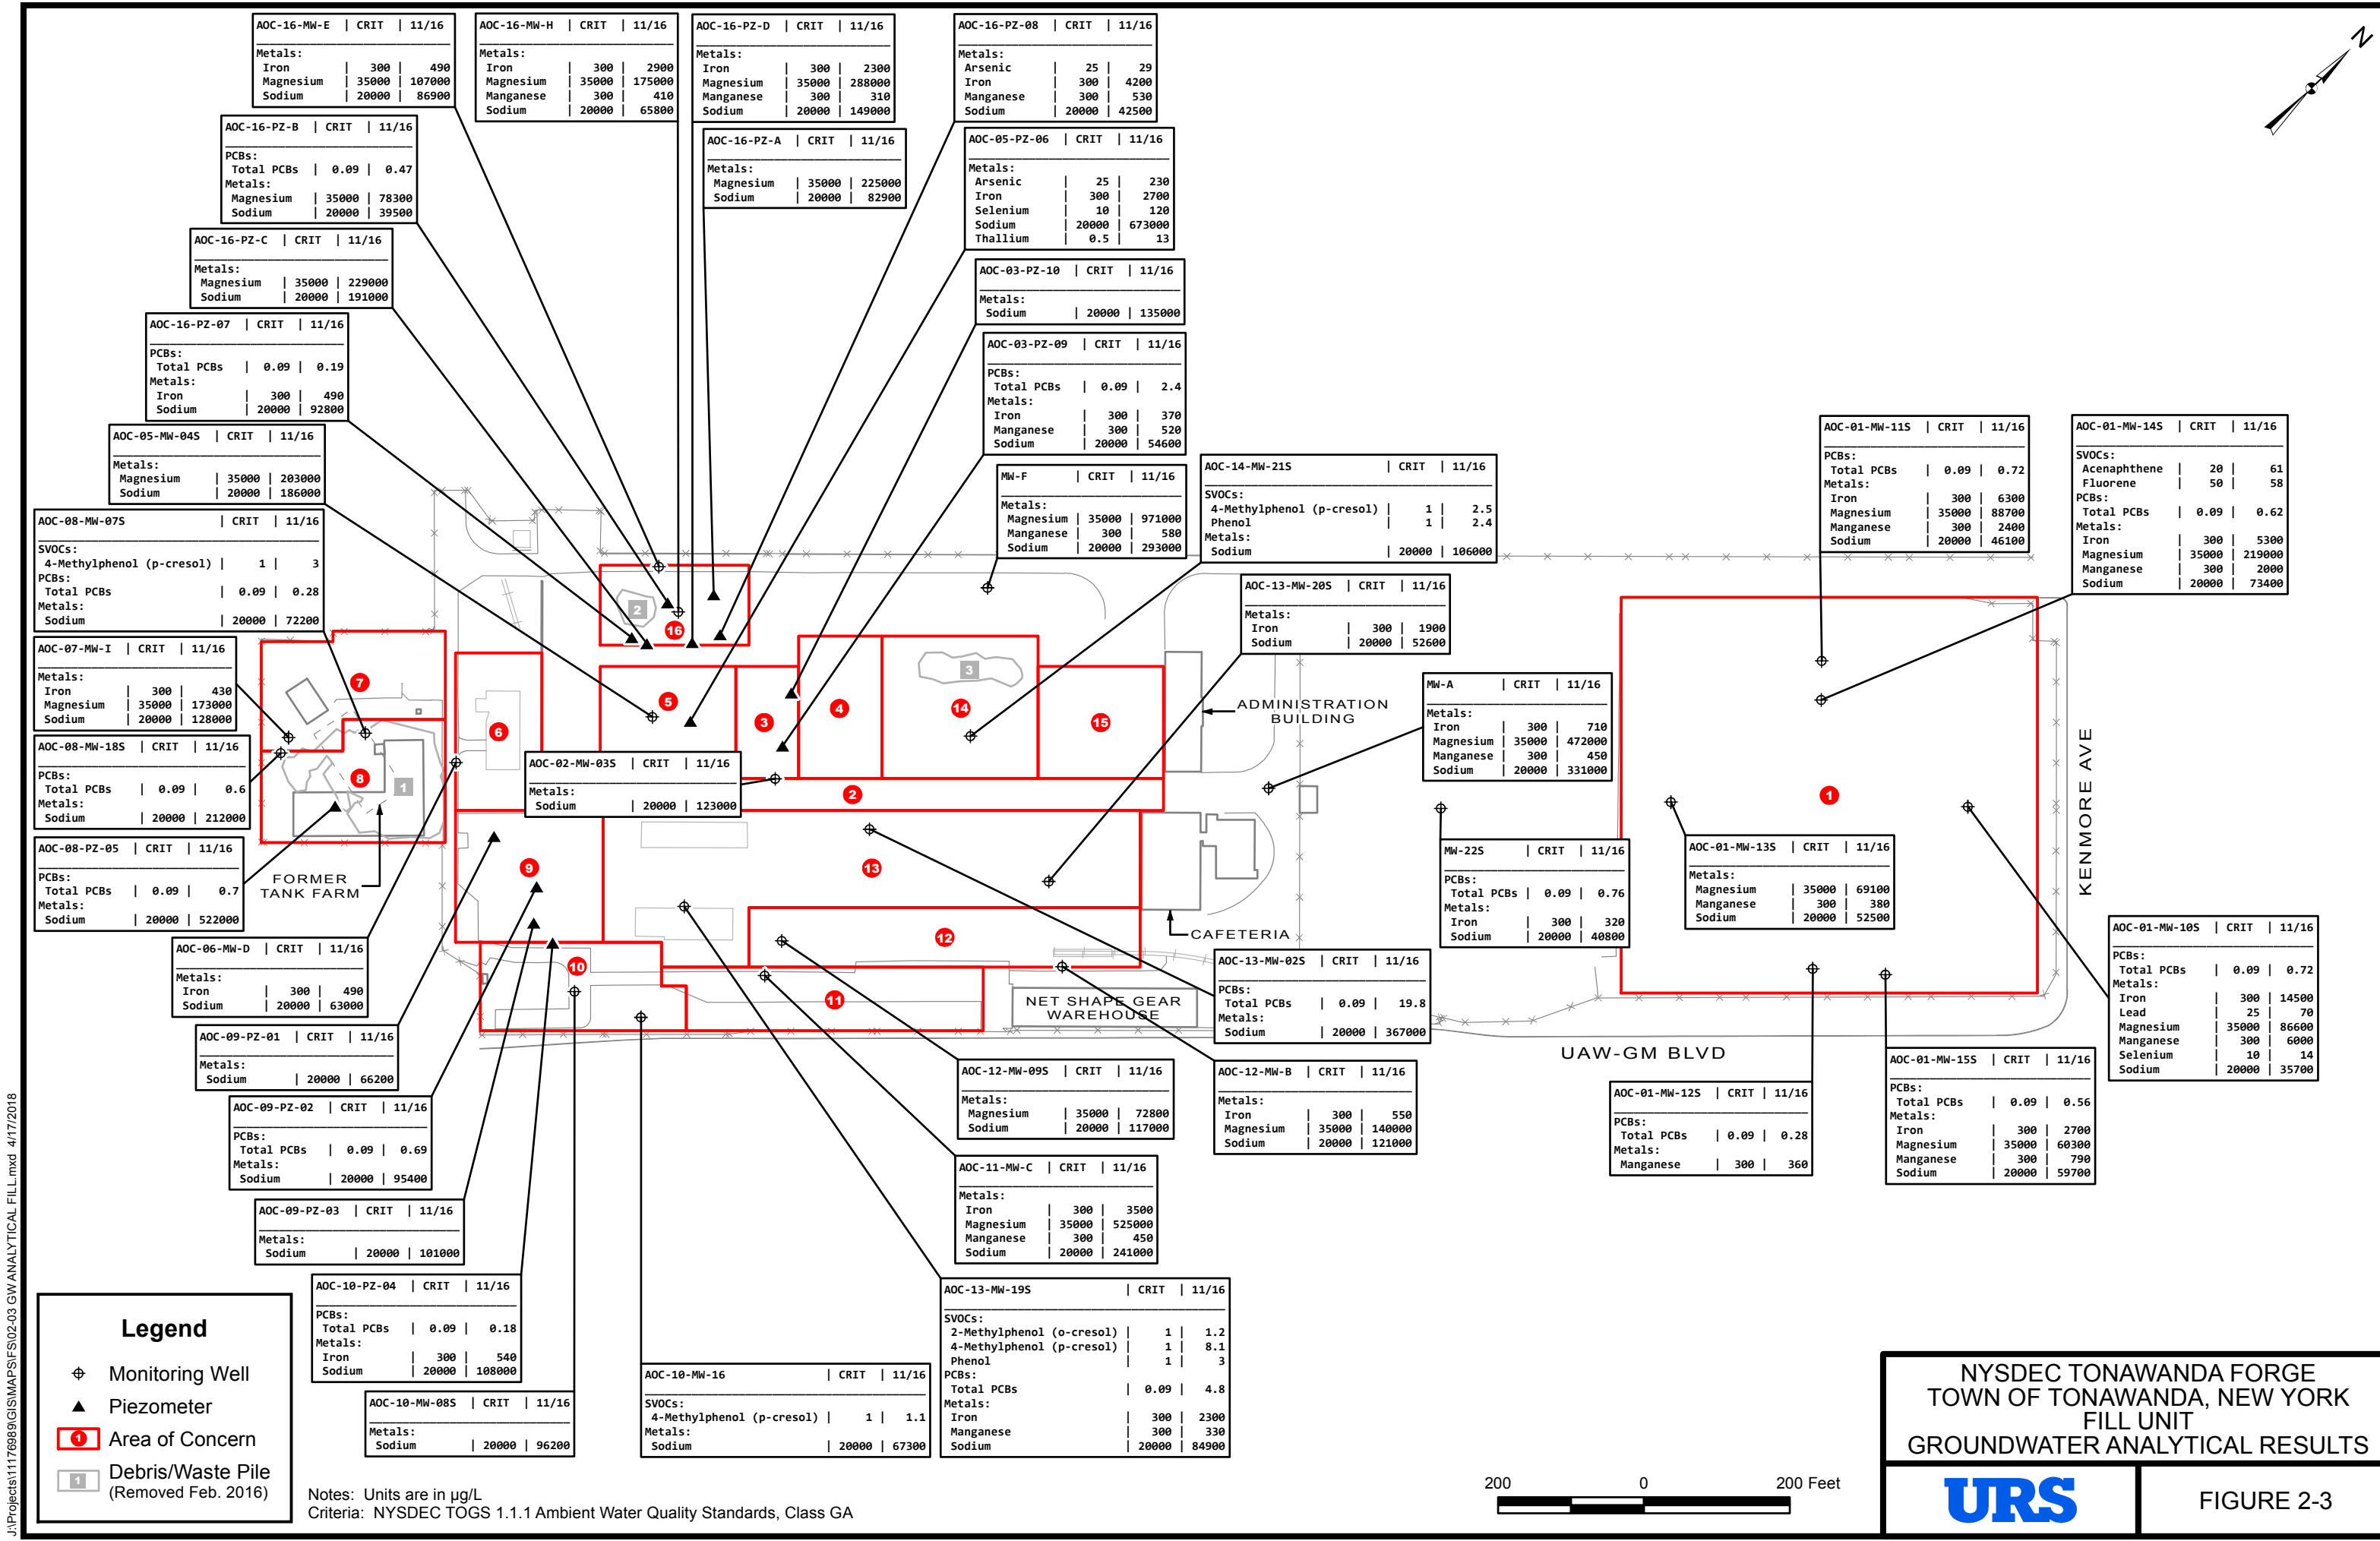 AOC-16-MW-E | CRIT | 11/16
Metals:
Iron | 300 | 490
Magnesium | 35000 | 107000
Sodium | 20000 | 86900
AOC-16-MW-H | CRIT | 11/16
Metals:
Iron | 300 | 2900
Magnesium | 35000 | 175000
Manganese | 300 | 410
Sodium | 20000 | 65800
AOC-16-PZ-D | CRIT | 11/16
Metals:
Iron | 300 | 2300
Magnesium | 35000 | 288000
Manganese | 300 | 310
Sodium | 20000 | 149000
AOC-16-PZ-08 | CRIT | 11/16
Metals:
Arsenic | 25 | 29
Iron | 300 | 4200
Manganese | 300 | 530
Sodium | 20000 | 42500
N
AOC-16-PZ-B | CRIT | 11/16
PCBs:
Total PCBs | 0.09 | 0.47
Metals:
Magnesium | 35000 | 78300
Sodium | 20000 | 39500
AOC-16-PZ-A | CRIT | 11/16
Metals:
Magnesium | 35000 | 225000
Sodium | 20000 | 82900
AOC-05-PZ-06 | CRIT | 11/16
Metals:
Arsenic | 25 | 230
Iron | 300 | 2700
Selenium | 10 | 120
Sodium | 20000 | 673000
Thallium | 0.5 | 13
AOC-16-PZ-C | CRIT | 11/16
Metals:
Magnesium | 35000 | 229000
Sodium | 20000 | 191000
AOC-03-PZ-10 | CRIT | 11/16
Metals:
Sodium | 20000 | 135000
AOC-16-PZ-07 | CRIT | 11/16
PCBs:
Total PCBs | 0.09 | 0.19
Metals:
Iron | 300 | 490
Sodium | 20000 | 92800
AOC-03-PZ-09 | CRIT | 11/16
PCBs:
Total PCBs | 0.09 | 2.4
Metals:
Iron | 300 | 370
Manganese | 300 | 520
Sodium | 20000 | 54600
AOC-05-MW-04S | CRIT | 11/16
Metals:
Magnesium | 35000 | 203000
Sodium | 20000 | 186000
MW-F | CRIT | 11/16
Metals:
Magnesium | 35000 | 971000
Manganese | 300 | 580
Sodium | 20000 | 293000
AOC-14-MW-21S | CRIT | 11/16
SVOCs:
4-Methylphenol (p-cresol) | 1 | 2.5
Phenol | 1 | 2.4
Metals:
Sodium | 20000 | 106000
AOC-01-MW-11S | CRIT | 11/16
PCBs:
Total PCBs | 0.09 | 0.72
Metals:
Iron | 300 | 6300
Magnesium | 35000 | 88700
Manganese | 300 | 2400
Sodium | 20000 | 46100
AOC-01-MW-14S | CRIT | 11/16
SVOCs:
Acenaphthene | 20 | 61
Fluorene | 50 | 58
PCBs:
Total PCBs | 0.09 | 0.62
Metals:
Iron | 300 | 5300
Magnesium | 35000 | 219000
Manganese | 300 | 2000
Sodium | 20000 | 73400
AOC-08-MW-07S | CRIT | 11/16
SVOCs:
4-Methylphenol (p-cresol) | 1 | 3
PCBs:
Total PCBs | 0.09 | 0.28
Metals:
Sodium | 20000 | 72200
AOC-13-MW-20S | CRIT | 11/16
Metals:
Iron | 300 | 1900
Sodium | 20000 | 52600
AOC-07-MW-I | CRIT | 11/16
Metals:
Iron | 300 | 430
Magnesium | 35000 | 173000
Sodium | 20000 | 128000
AOC-08-MW-18S | CRIT | 11/16
PCBs:
Total PCBs | 0.09 | 0.6
Metals:
Sodium | 20000 | 212000
AOC-08-PZ-05 | CRIT | 11/16
PCBs:
Total PCBs | 0.09 | 0.7
Metals:
Sodium | 20000 | 522000
2
16
7
8
1
6
5
3
4
3
14
15
2
9
13
10
11
12
1
FORMER
TANK FARM
ADMINISTRATION
BUILDING
CAFETERIA
NET SHAPE GEAR
WAREHOUSE
KENMORE AVE
UAW-GM BLVD
AOC-02-MW-03S | CRIT | 11/16
Metals:
Sodium | 20000 | 123000
MW-A | CRIT | 11/16
Metals:
Iron | 300 | 710
Magnesium | 35000 | 472000
Manganese | 300 | 450
Sodium | 20000 | 331000
MW-22S | CRIT | 11/16
PCBs:
Total PCBs | 0.09 | 0.76
Metals:
Iron | 300 | 320
Sodium | 20000 | 40800
AOC-01-MW-13S | CRIT | 11/16
Metals:
Magnesium | 35000 | 69100
Manganese | 300 | 380
Sodium | 20000 | 52500
AOC-01-MW-10S | CRIT | 11/16
PCBs:
Total PCBs | 0.09 | 0.72
Metals:
Iron | 300 | 14500
Lead | 25 | 70
Magnesium | 35000 | 86600
Manganese | 300 | 6000
Selenium | 10 | 14
Sodium | 20000 | 35700
AOC-06-MW-D | CRIT | 11/16
Metals:
Iron | 300 | 490
Sodium | 20000 | 63000
AOC-13-MW-02S | CRIT | 11/16
PCBs:
Total PCBs | 0.09 | 19.8
Metals:
Sodium | 20000 | 367000
AOC-09-PZ-01 | CRIT | 11/16
Metals:
Sodium | 20000 | 66200
AOC-12-MW-09S | CRIT | 11/16
Metals:
Magnesium | 35000 | 72800
Sodium | 20000 | 117000
AOC-12-MW-B | CRIT | 11/16
Metals:
Iron | 300 | 550
Magnesium | 35000 | 140000
Sodium | 20000 | 121000
AOC-01-MW-12S | CRIT | 11/16
PCBs:
Total PCBs | 0.09 | 0.28
Metals:
Manganese | 300 | 360
AOC-01-MW-15S | CRIT | 11/16
PCBs:
Total PCBs | 0.09 | 0.56
Metals:
Iron | 300 | 2700
Magnesium | 35000 | 60300
Manganese | 300 | 790
Sodium | 20000 | 59700
AOC-09-PZ-02 | CRIT | 11/16
PCBs:
Total PCBs | 0.09 | 0.69
Metals:
Sodium | 20000 | 95400
AOC-11-MW-C | CRIT | 11/16
Metals:
Iron | 300 | 3500
Magnesium | 35000 | 525000
Manganese | 300 | 450
Sodium | 20000 | 241000
AOC-09-PZ-03 | CRIT | 11/16
Metals:
Sodium | 20000 | 101000
AOC-10-PZ-04 | CRIT | 11/16
PCBs:
Total PCBs | 0.09 | 0.18
Metals:
Iron | 300 | 540
Sodium | 20000 | 108000
AOC-13-MW-19S | CRIT | 11/16
SVOCs:
2-Methylphenol (o-cresol) | 1 | 1.2
4-Methylphenol (p-cresol) | 1 | 8.1
Phenol | 1 | 3
PCBs:
Total PCBs | 0.09 | 4.8
Metals:
Iron | 300 | 2300
Manganese | 300 | 330
Sodium | 20000 | 84900
AOC-10-MW-16 | CRIT | 11/16
SVOCs:
4-Methylphenol (p-cresol) | 1 | 1.1
Metals:
Sodium | 20000 | 67300
AOC-10-MW-08S | CRIT | 11/16
Metals:
Sodium | 20000 | 96200
Legend
Monitoring Well
Piezometer
1 Area of Concern
1 Debris/Waste Pile
(Removed Feb. 2016)
Notes: Units are in µg/L
Criteria: NYSDEC TOGS 1.1.1 Ambient Water Quality Standards, Class GA
200 0 200 Feet
NYSDEC TONAWANDA FORGE
TOWN OF TONAWANDA, NEW YORK
FILL UNIT
GROUNDWATER ANALYTICAL RESULTS
URS
FIGURE 2-3
J:\Projects\11176989\GIS\MAPS\FS\02-03 GW ANALYTICAL FILL.mxd 4/17/2018